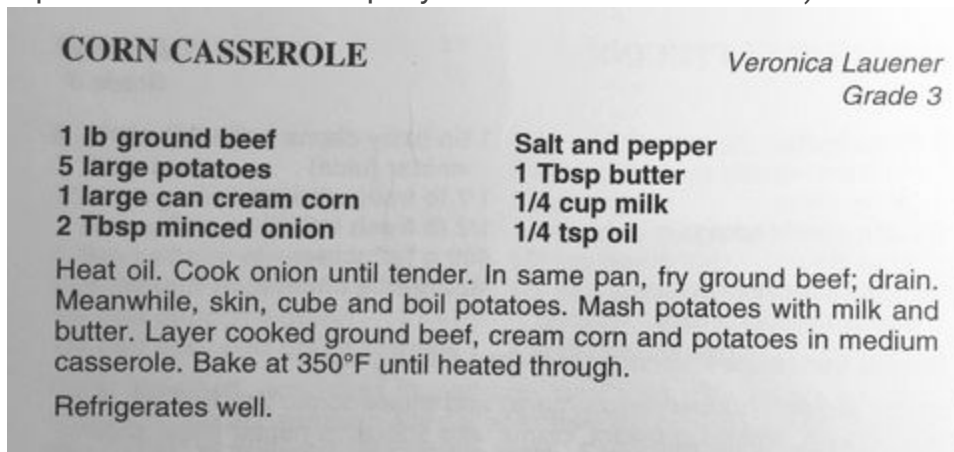 CORN CASSEROLE
Veronica Lauener
Grade 3
1 lb ground beef
5 large potatoes
1 large can cream corn
2 Tbsp minced onion
Salt and pepper
1 Tbsp butter
1/4 cup milk
1/4 tsp oil
Heat oil. Cook onion until tender. In same pan, fry ground beef; drain.
Meanwhile, skin, cube and boil potatoes. Mash potatoes with milk and
butter. Layer cooked ground beef, cream corn and potatoes in medium
casserole. Bake at 350°F until heated through.
Refrigerates well.